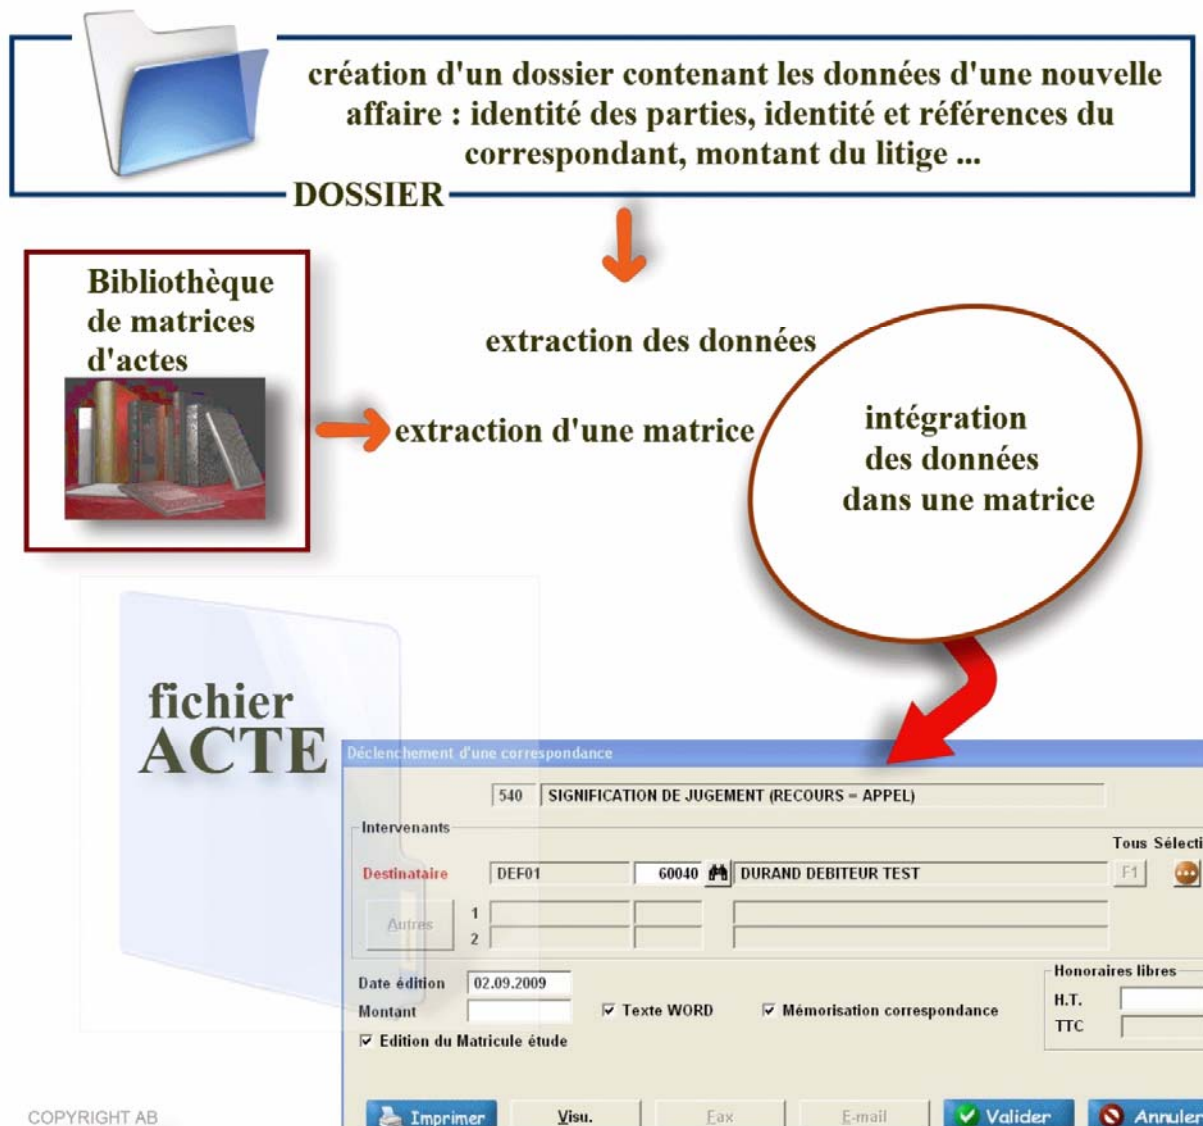 création d'un dossier contenant les données d'une nouvelle
affaire : identité des parties, identité et références du
correspondant, montant du litige ...
DOSSIER
Bibliothèque
de matrices
d'actes
extraction des données
extraction d'une matrice
intégration
des données
dans une matrice
fichier
ACTE
Déclenchement d'une correspondance
540 SIGNIFICATION DE JUGEMENT (RECOURS = APPEL)
Intervenants
Tous Sélecti
Destinataire DEF01 60040 DURAND DEBITEUR TEST F1
Autres 1
2
Date édition 02.09.2009
Honoraires libres
Montant Texte WORD Mémorisation correspondance H.T.
TTC
Edition du Matricule étude
COPYRIGHT AB
Imprimer Visu. Fax E-mail Valider Annuler